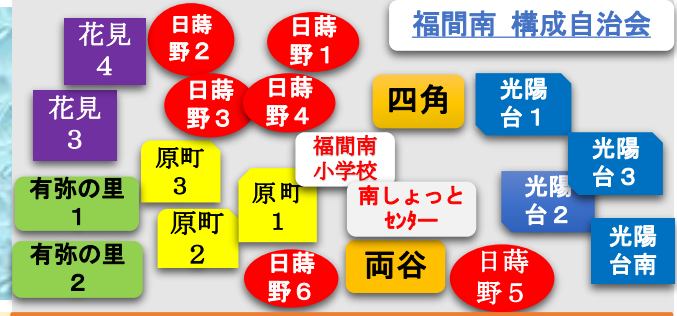 福間南 構成自治会
花見
4
日蒔
野２
日蒔
野１
花見
3
日蒔
野３
日蒔
野４
四角
光陽
台１
福間南
小学校
光陽
台３
原町
3
有弥の里
1
原町
1
南しょっと
ｾﾝﾀｰ
光陽
台２
原町
2
有弥の里
2
日蒔
野６
両谷
日蒔
野５
光陽
台南